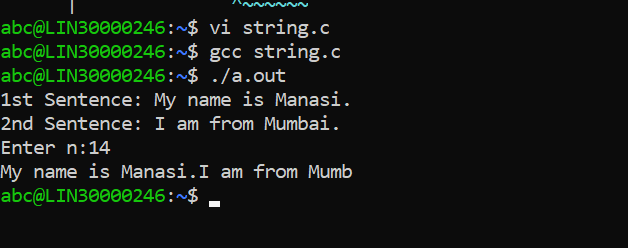 | ^~~~~~~
abc@LIN30000246:~$ vi string.c
abc@LIN30000246:~$ gcc string.c
abc@LIN30000246:~$ ./a.out
1st Sentence: My name is Manasi.
2nd Sentence: I am from Mumbai.
Enter n:14
My name is Manasi.I am from Mumb
abc@LIN30000246:~$